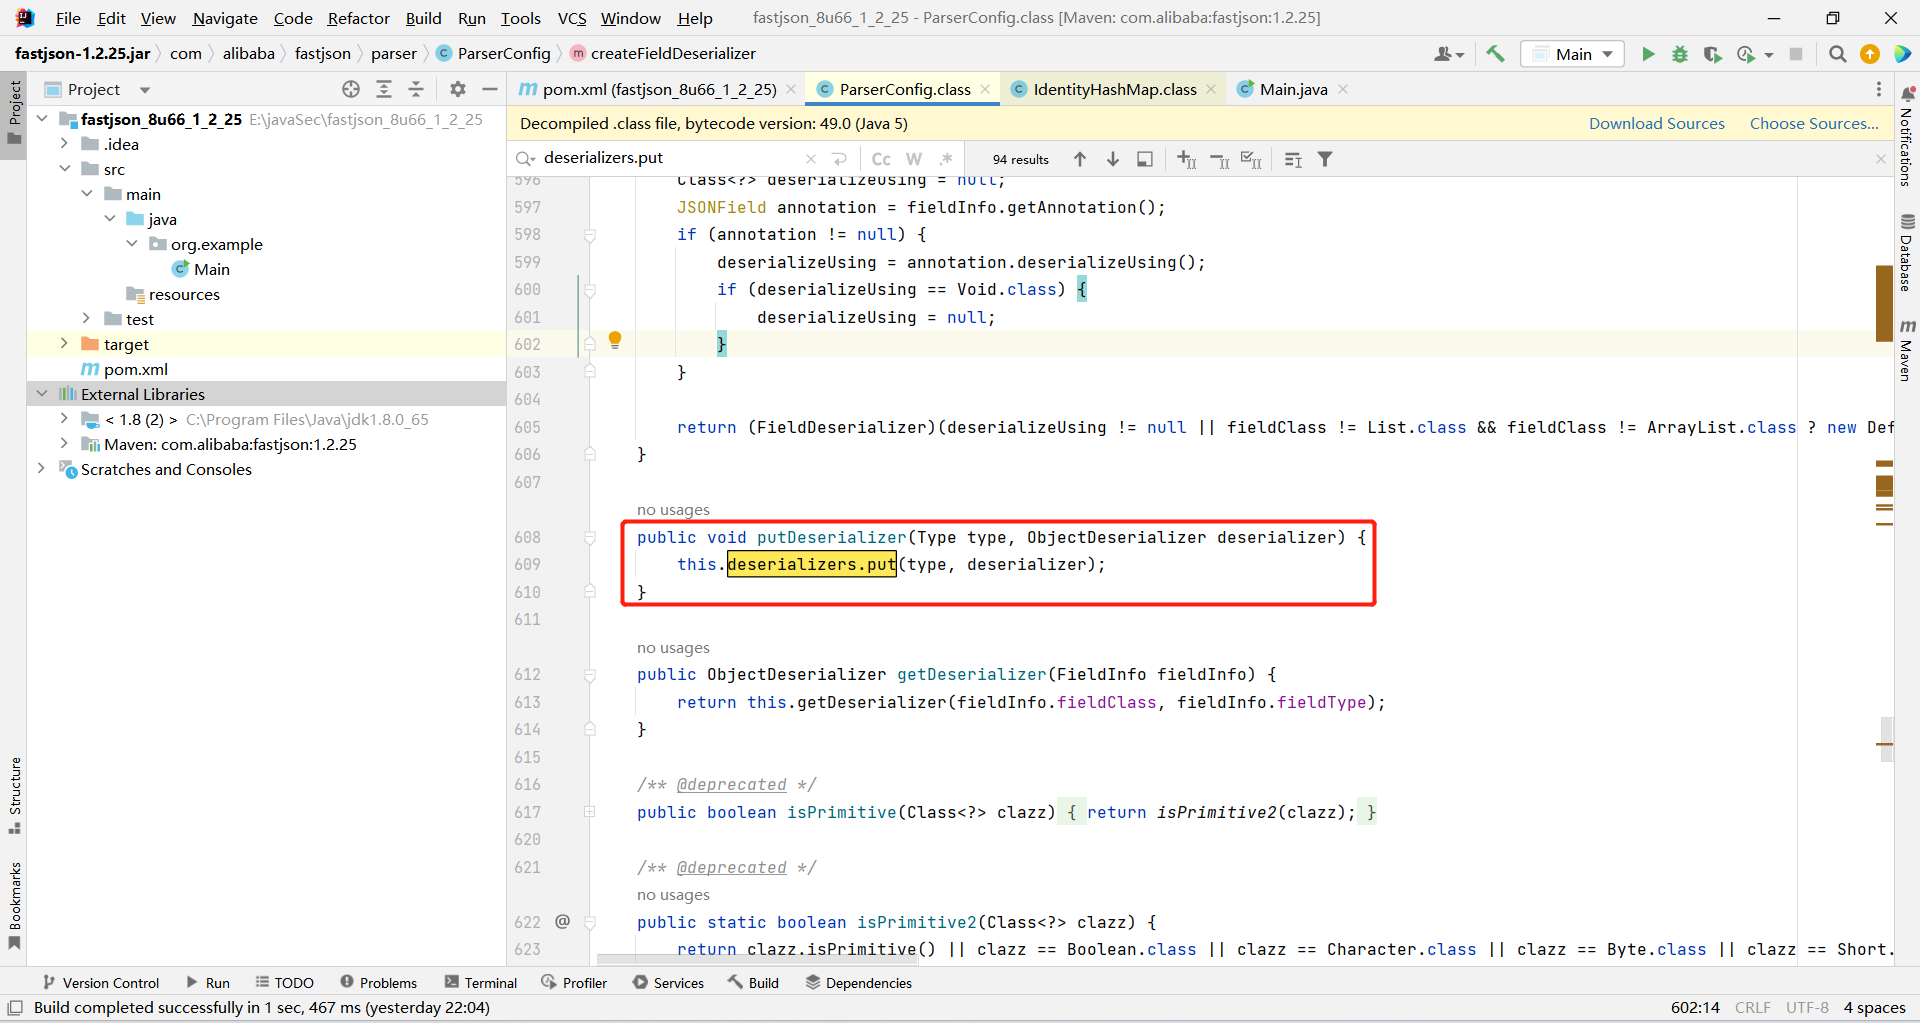 File Edit View Navigate Code Refactor Build Run Tools VCS Window Help fastjson_8u66_1_2_25 - ParserConfig.class [Maven: com.alibaba:fastjson:1.2.25]
fastjson-1.2.25.jar com alibaba fastjson parser ParserConfig createFieldDeserializer Main
Project
Project
pom.xml (fastjson_8u66_1_2_25) ParserConfig.class IdentityHashMap.class Main.java
fastjson_8u66_1_2_25 E:\javaSec\fastjson_8u66_1_2_25
.idea
src
main
java
org.example
Main
resources
test
target
pom.xml
External Libraries
< 1.8 (2) > C:\Program Files\Java\jdk1.8.0_65
Maven: com.alibaba:fastjson:1.2.25
Scratches and Consoles
Structure
Bookmarks
Decompiled .class file, bytecode version: 49.0 (Java 5) Download Sources Choose Sources...
deserializers.put Cc W .* 94 results
596 Class<?> deserializeUsing = null;
597 JSONField annotation = fieldInfo.getAnnotation();
598 if (annotation != null) {
599 deserializeUsing = annotation.deserializeUsing();
600 if (deserializeUsing == Void.class) {
601 deserializeUsing = null;
602 }
603 }
604
605 return (FieldDeserializer)(deserializeUsing != null || fieldClass != List.class && fieldClass != ArrayList.class ? new Def
606 }
607
no usages
608 public void putDeserializer(Type type, ObjectDeserializer deserializer) {
609 this.deserializers.put(type, deserializer);
610 }
611
no usages
612 public ObjectDeserializer getDeserializer(FieldInfo fieldInfo) {
613 return this.getDeserializer(fieldInfo.fieldClass, fieldInfo.fieldType);
614 }
615
616 /** @deprecated */
617 public boolean isPrimitive(Class<?> clazz) { return isPrimitive2(clazz); }
620
621 /** @deprecated */
no usages
622 @ public static boolean isPrimitive2(Class<?> clazz) {
623 return clazz.isPrimitive() || clazz == Boolean.class || clazz == Character.class || clazz == Byte.class || clazz == Short.
Notifications
Database
m Maven
Version Control Run TODO Problems Terminal Profiler Services Build Dependencies
Build completed successfully in 1 sec, 467 ms (yesterday 22:04) 602:14 CRLF UTF-8 4 spaces